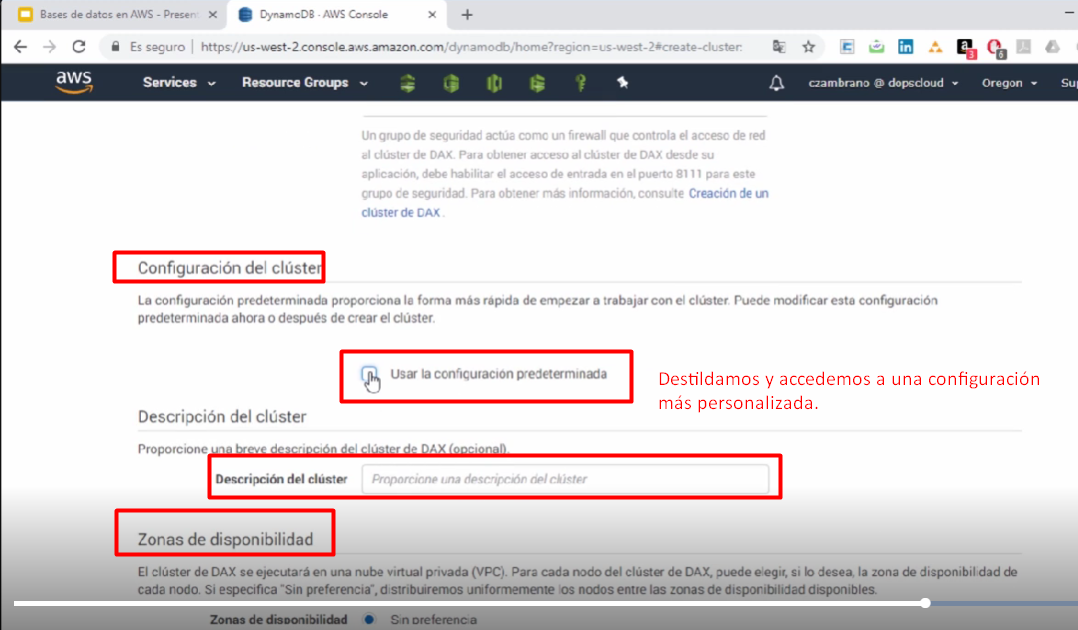 Bases de datos en AWS - Presen
DynamoDB · AWS Console
Es seguro
https://us-west-2.console.aws.amazon.com/dynamodb/home?region=us-west-2#create-cluster:
aws
Services
Resource Groups
czambrano @ dopscloud
Oregon
Sup
Un grupo de seguridad actúa como un firewall que controla el acceso de red
al clúster de DAX. Para obtener acceso al clúster de DAX desde su
aplicación, debe habilitar el acceso de entrada en el puerto 8111 para este
grupo de seguridad. Para obtener más información, consulte Creación de un
clúster de DAX .
Configuración del clúster
La configuración predeterminada proporciona la forma más rápida de empezar a trabajar con el clúster. Puede modificar esta configuración
predeterminada ahora o después de crear el clúster.
Usar la configuración predeterminada
Destildamos y accedemos a una configuración
más personalizada.
Descripción del clúster
Proporcione una breve descripción del clúster de DAX (opcional).
Descripción del clúster
Proporcione una descripción del clúster
Zonas de disponibilidad
El clúster de DAX se ejecutará en una nube virtual privada (VPC). Para cada nodo del clúster de DAX, puede elegir, si lo desea, la zona de disponibilidad de
cada nodo. Si especifica "Sin preferencia", distribuiremos uniformemente los nodos entre las zonas de disponibilidad disponibles.
Zonas de disponibilidad
Sin preferencia